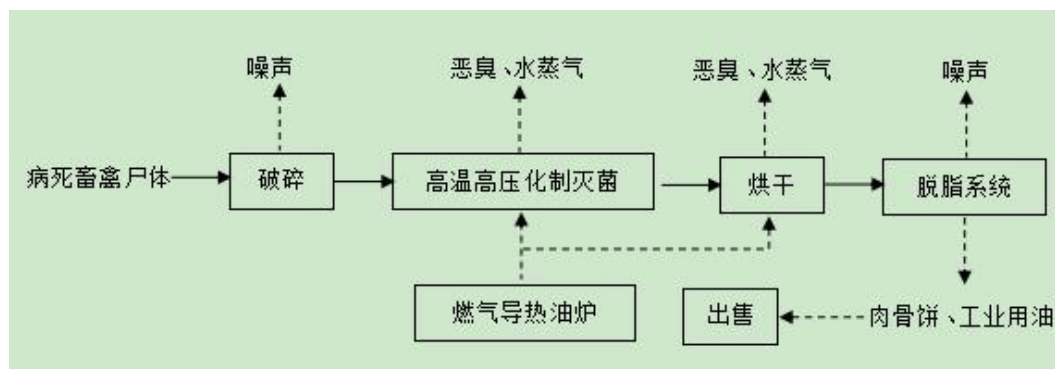 噪声
恶臭、水蒸气
恶臭、水蒸气
噪声
病死畜禽尸体
破碎
高温高压化制灭菌
烘干
脱脂系统
燃气导热油炉
出售
肉骨饼、工业用油